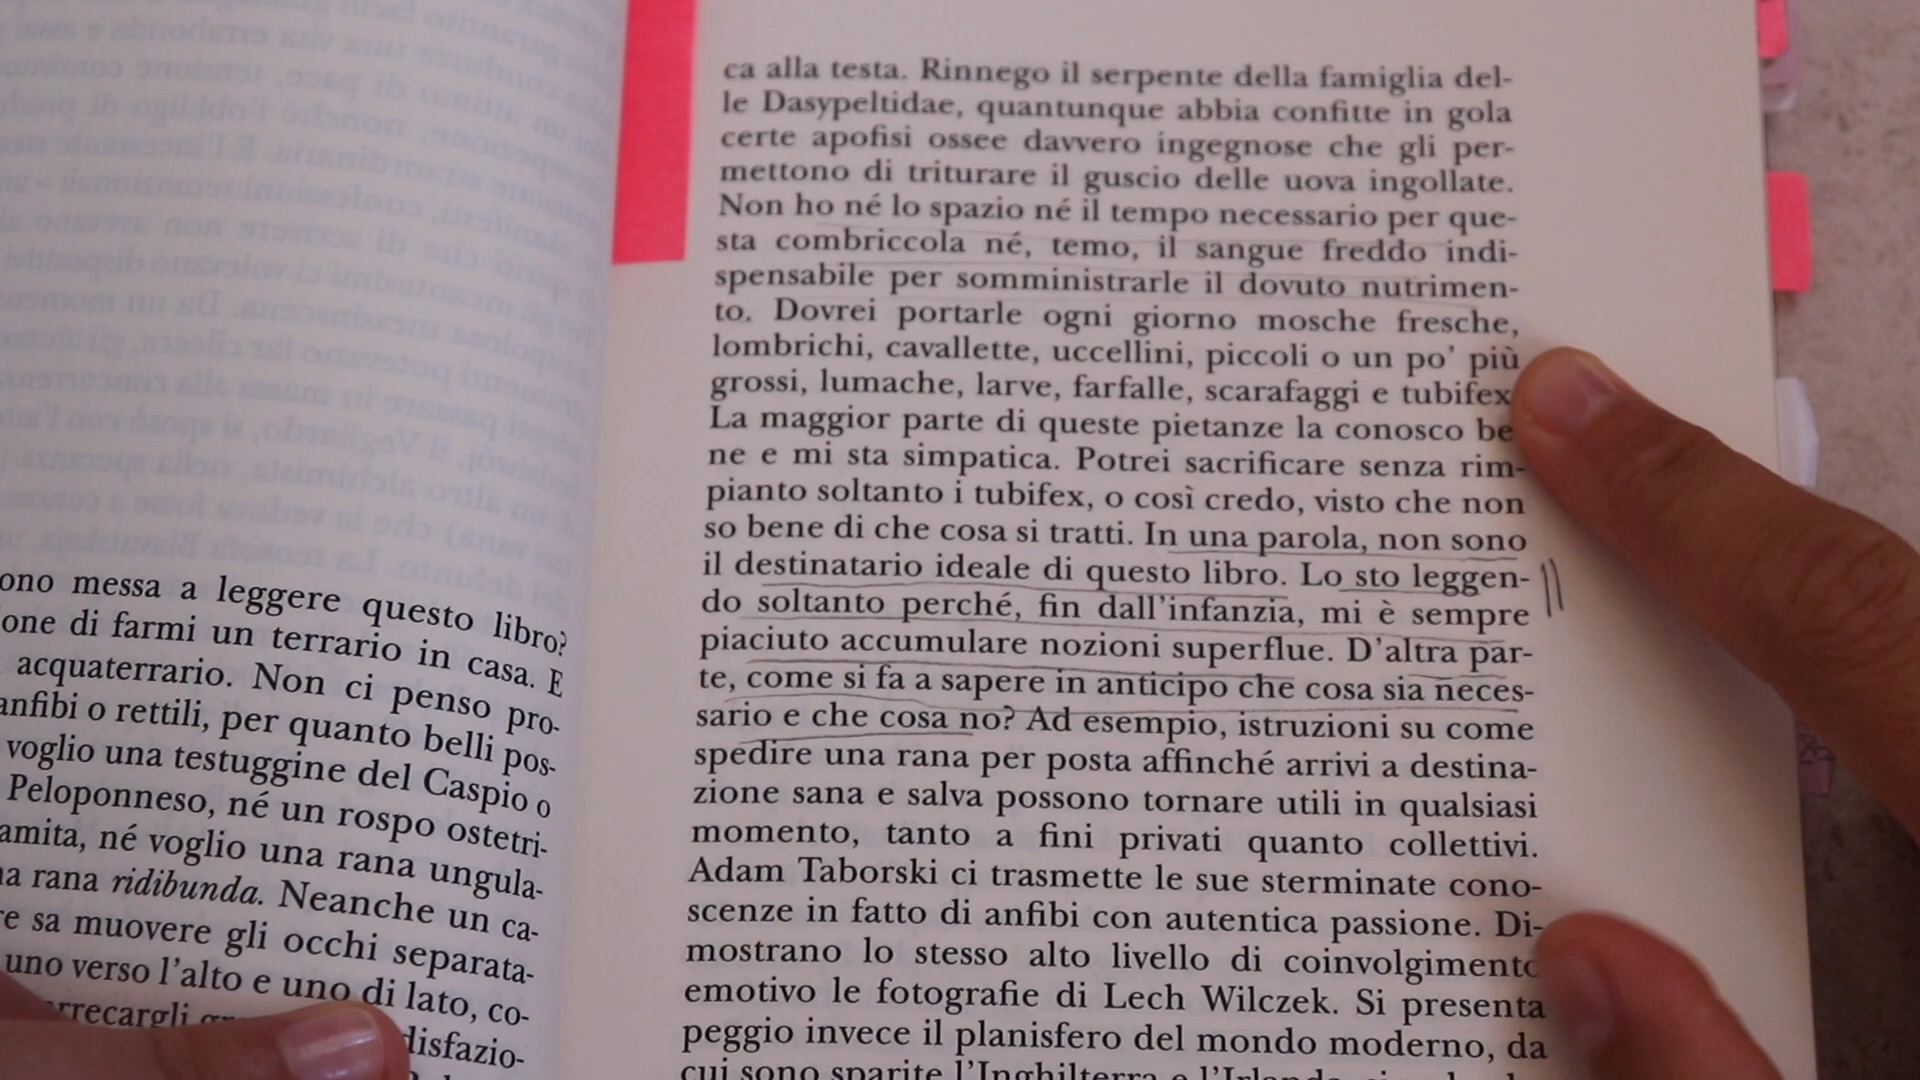 ono messa a leggere questo libro?
one di farmi un terrario in casa. E
acquaterrario. Non ci penso pro-
anfibi o rettili, per quanto belli pos-
voglio una testuggine del Caspio o
Peloponneso, né un rospo ostetri-
amita, né voglio una rana ungula-
a rana ridibunda. Neanche un ca-
e sa muovere gli occhi separata-
uno verso l'alto e uno di lato, co-
rrecargli
disfazio-
ca alla testa. Rinnego il serpente della famiglia del-
le Dasypeltidae, quantunque abbia confitte in gola
certe apofisi ossee davvero ingegnose che gli per-
mettono di triturare il guscio delle uova ingollate.
Non ho né lo spazio né il tempo necessario per que-
sta combriccola né, temo, il sangue freddo indi-
spensabile per somministrarle il dovuto nutrimen-
to. Dovrei portarle ogni giorno mosche fresche,
lombrichi, cavallette, uccellini, piccoli o un po' più
grossi, lumache, larve, farfalle, scarafaggi e tubifex
La maggior parte di queste pietanze la conosco be
ne e mi sta simpatica. Potrei sacrificare senza rim-
pianto soltanto i tubifex, o così credo, visto che non
so bene di che cosa si tratti. In una parola, non sono
il destinatario ideale di questo libro. Lo sto leggen-
do soltanto perché, fin dall'infanzia, mi è sempre
piaciuto accumulare nozioni superflue. D'altra par-
te, come si fa a sapere in anticipo che cosa sia neces-
sario e che cosa no? Ad esempio, istruzioni su come
spedire una rana per posta affinché arrivi a destina-
zione sana e salva possono tornare utili in qualsiasi
momento, tanto a fini privati quanto collettivi.
Adam Taborski ci trasmette le sue sterminate cono-
scenze in fatto di anfibi con autentica passione. Di-
mostrano lo stesso alto livello di coinvolgimento
emotivo le fotografie di Lech Wilczek. Si presenta
peggio invece il planisfero del mondo moderno, da
cui sono sparite l'Inghilterra e l'Irlanda